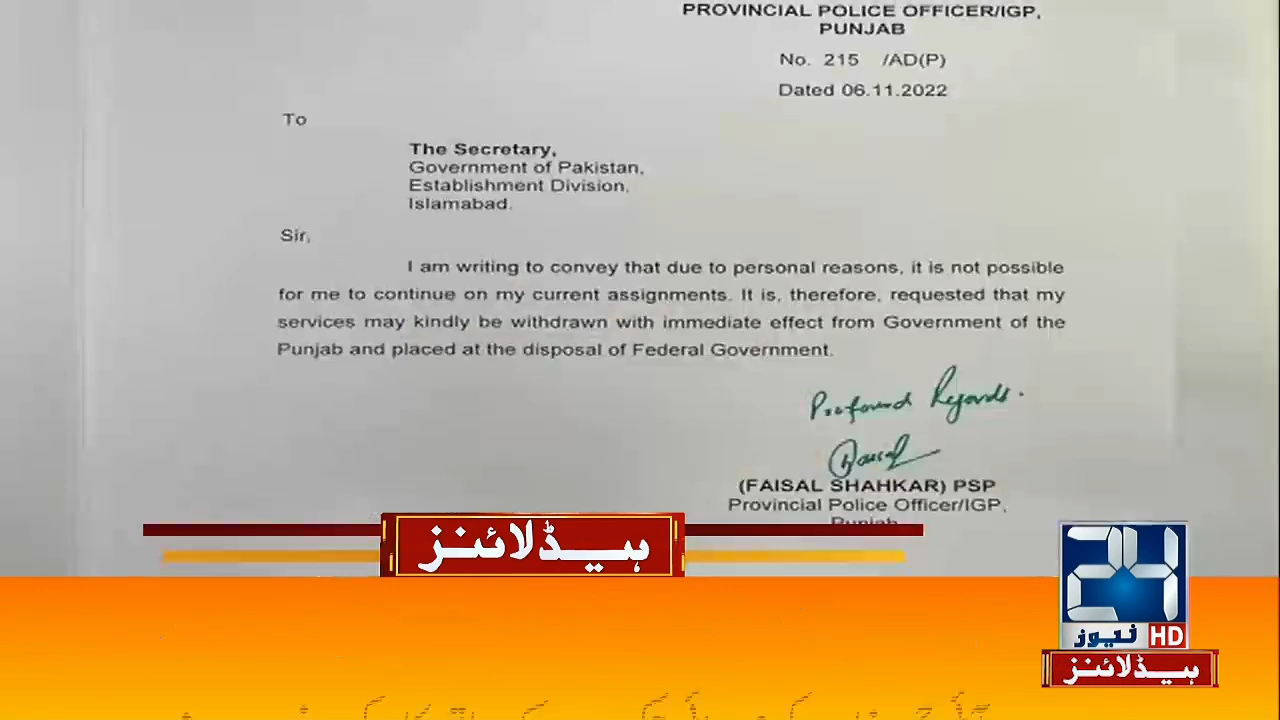 PROVINCIAL POLICE OFFICER/IGP,
PUNJAB
No. 215 /AD(P)
Dated 06.11.2022
To
The Secretary,
Government of Pakistan,
Establishment Division,
Islamabad.
Sir,
I am writing to convey that due to personal reasons, it is not possible
for me to continue on my current assignments. It is, therefore, requested that my
services may kindly be withdrawn with immediate effect from Government of the
Punjab and placed at the disposal of Federal Government.
Profound Regards.
(FAISAL SHAHKAR) PSP
Provincial Police Officer/IGP,
Punjab
ہیڈلائنز
24
نیوز HD
ہیڈلائنز